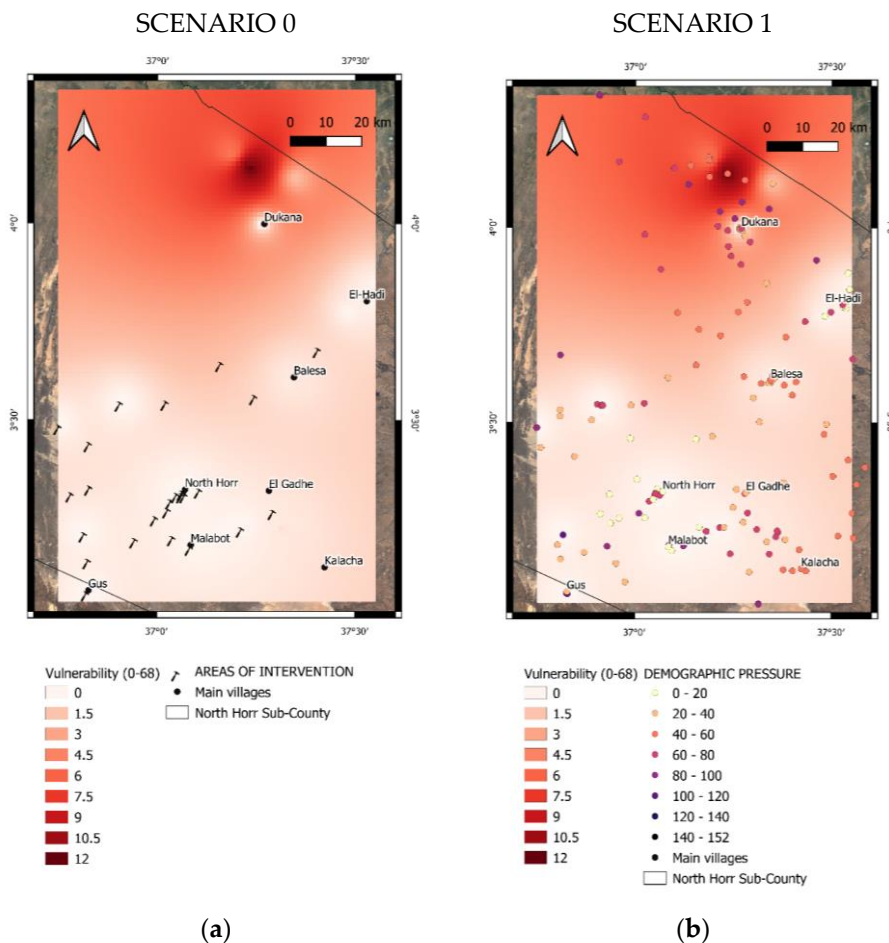 SCENARIO 0
SCENARIO 1
37°0'
37°30'
0 10 20 km
Dukana
4°0'
4°0'
El-Hadi
Balesa
3°30'
3°30'
North Horr
El Gadhe
Malabot
Kalacha
Gus
37°0'
37°30'
Vulnerability (0-68)
0
1.5
3
4.5
6
7.5
9
10.5
12
AREAS OF INTERVENTION
Main villages
North Horr Sub-County
(a)
37°0'
37°30'
0 10 20 km
Dukana
4°0'
El-Hadi
Balesa
3°30'
North Horr
El Gadhe
Malabot
Kalacha
Gus
37°0'
37°30'
Vulnerability (0-68)
0
1.5
3
4.5
6
7.5
9
10.5
12
DEMOGRAPHIC PRESSURE
0 - 20
20 - 40
40 - 60
60 - 80
80 - 100
100 - 120
120 - 140
140 - 152
Main villages
North Horr Sub-County
(b)